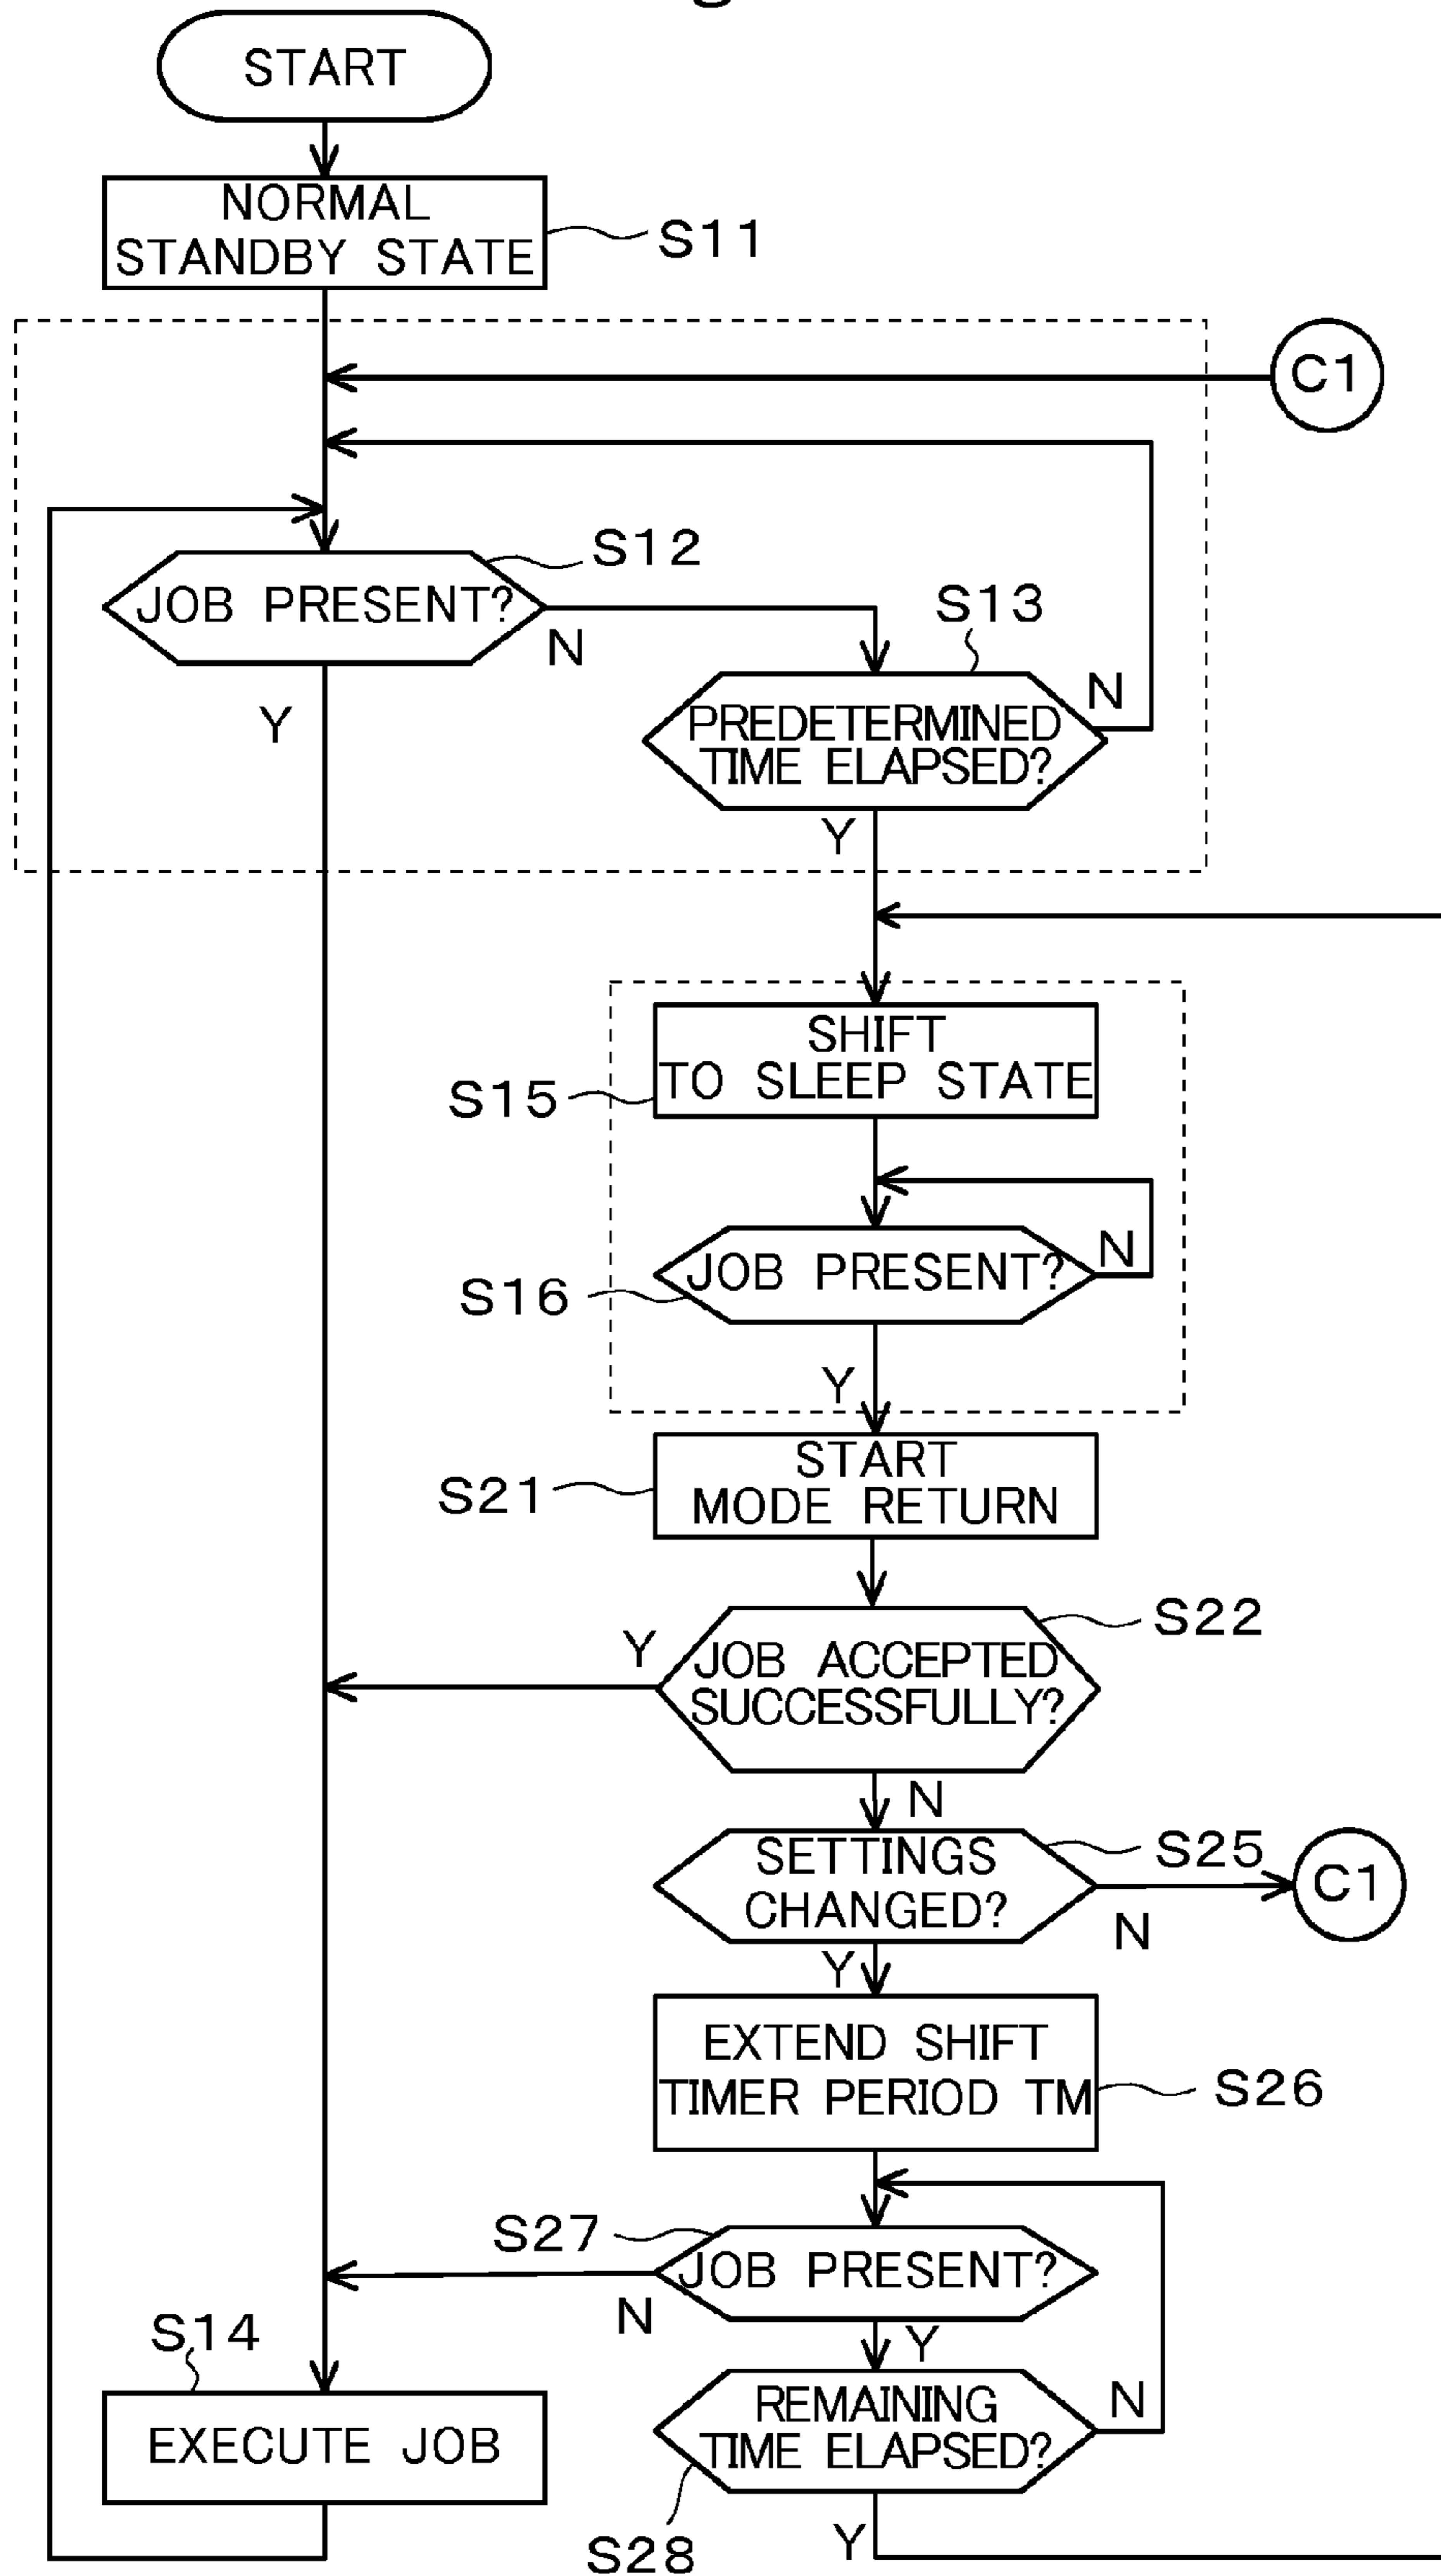 START
NORMAL
STANDBY STATE
S11
C1
S12
JOB PRESENT?
N
S13
Y
N
PREDETERMINED
TIME ELAPSED?
Y
SHIFT
TO SLEEP STATE
S15
JOB PRESENT?
N
S16
Y
START
MODE RETURN
S21
S22
Y
JOB ACCEPTED
SUCCESSFULLY?
N
SETTINGS
CHANGED?
S25
C1
N
Y
EXTEND SHIFT
TIMER PERIOD TM
S26
S27
JOB PRESENT?
N
Y
S14
EXECUTE JOB
REMAINING
TIME ELAPSED?
N
S28
Y